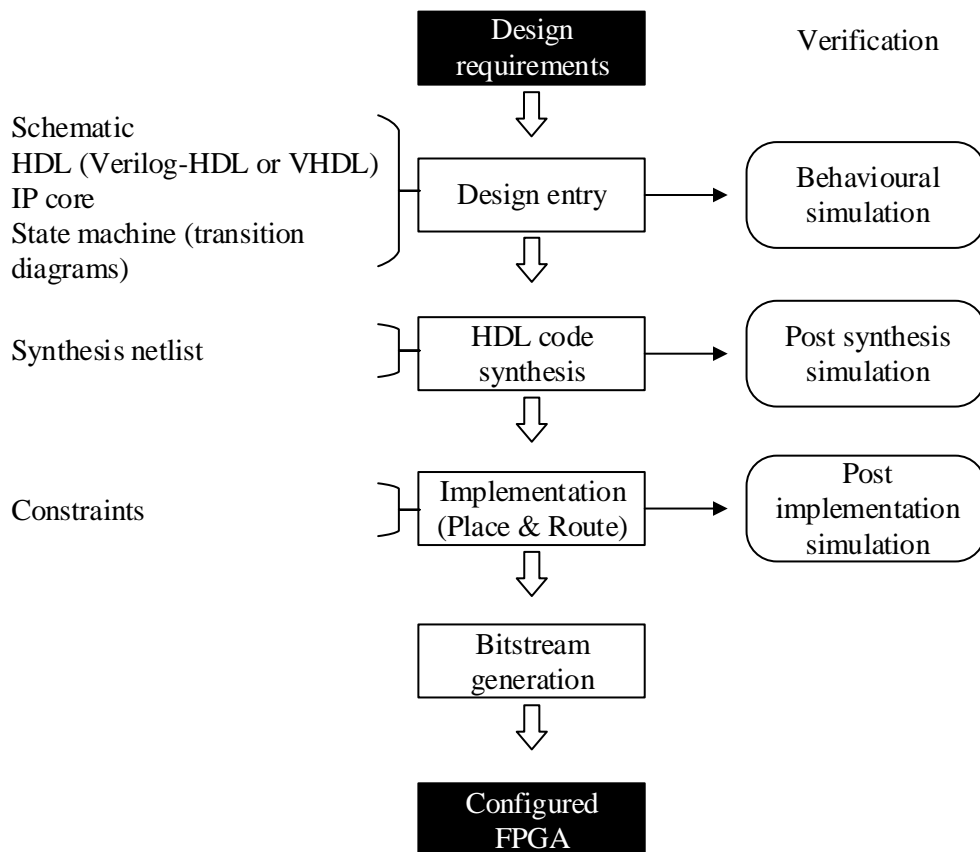 Design
requirements
Verification
Schematic
HDL (Verilog-HDL or VHDL)
IP core
State machine (transition
diagrams)
Design entry
Behavioural
simulation
Synthesis netlist
HDL code
synthesis
Post synthesis
simulation
Constraints
Implementation
(Place & Route)
Post
implementation
simulation
Bitstream
generation
Configured
FPGA